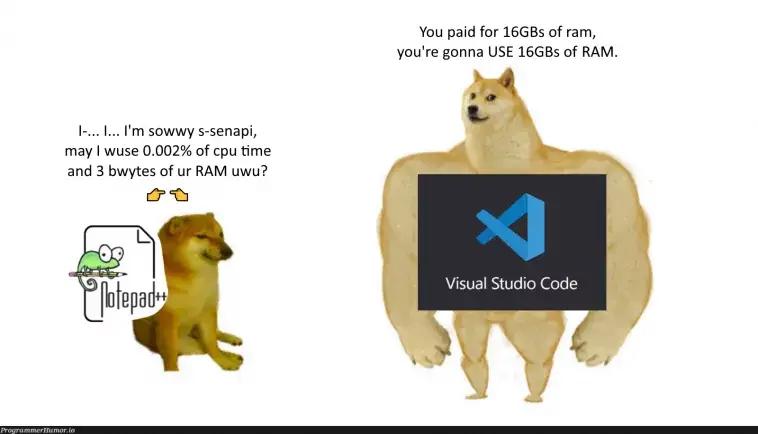 You paid for 16GBs of ram,
you're gonna USE 16GBs of RAM.
I-... I... I'm sowwy s-senapi,
may I wuse 0.002% of cpu time
and 3 bwytes of ur RAM uwu?
Notepad++
Visual Studio Code
ProgrammerHumor.io